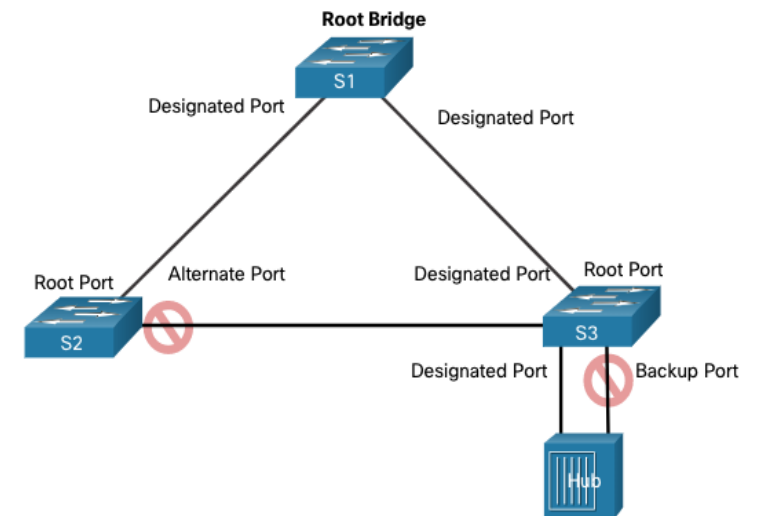 Root Bridge
S1
Designated Port
Designated Port
Root Port
Alternate Port
Designated Port
Root Port
S2
S3
Designated Port
Backup Port
Hub